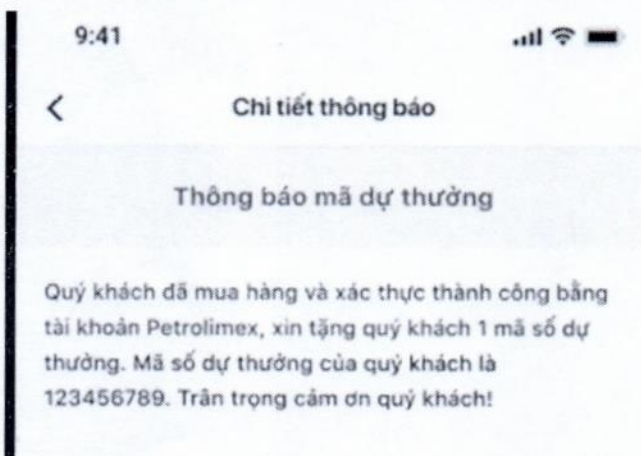 9:41
Chi tiết thông báo
Thông báo mã dự thưởng
Quý khách đã mua hàng và xác thực thành công bằng
tài khoản Petrolimex, xin tặng quý khách 1 mã số dự
thưởng. Mã số dự thưởng của quý khách là
123456789. Trân trọng cảm ơn quý khách!